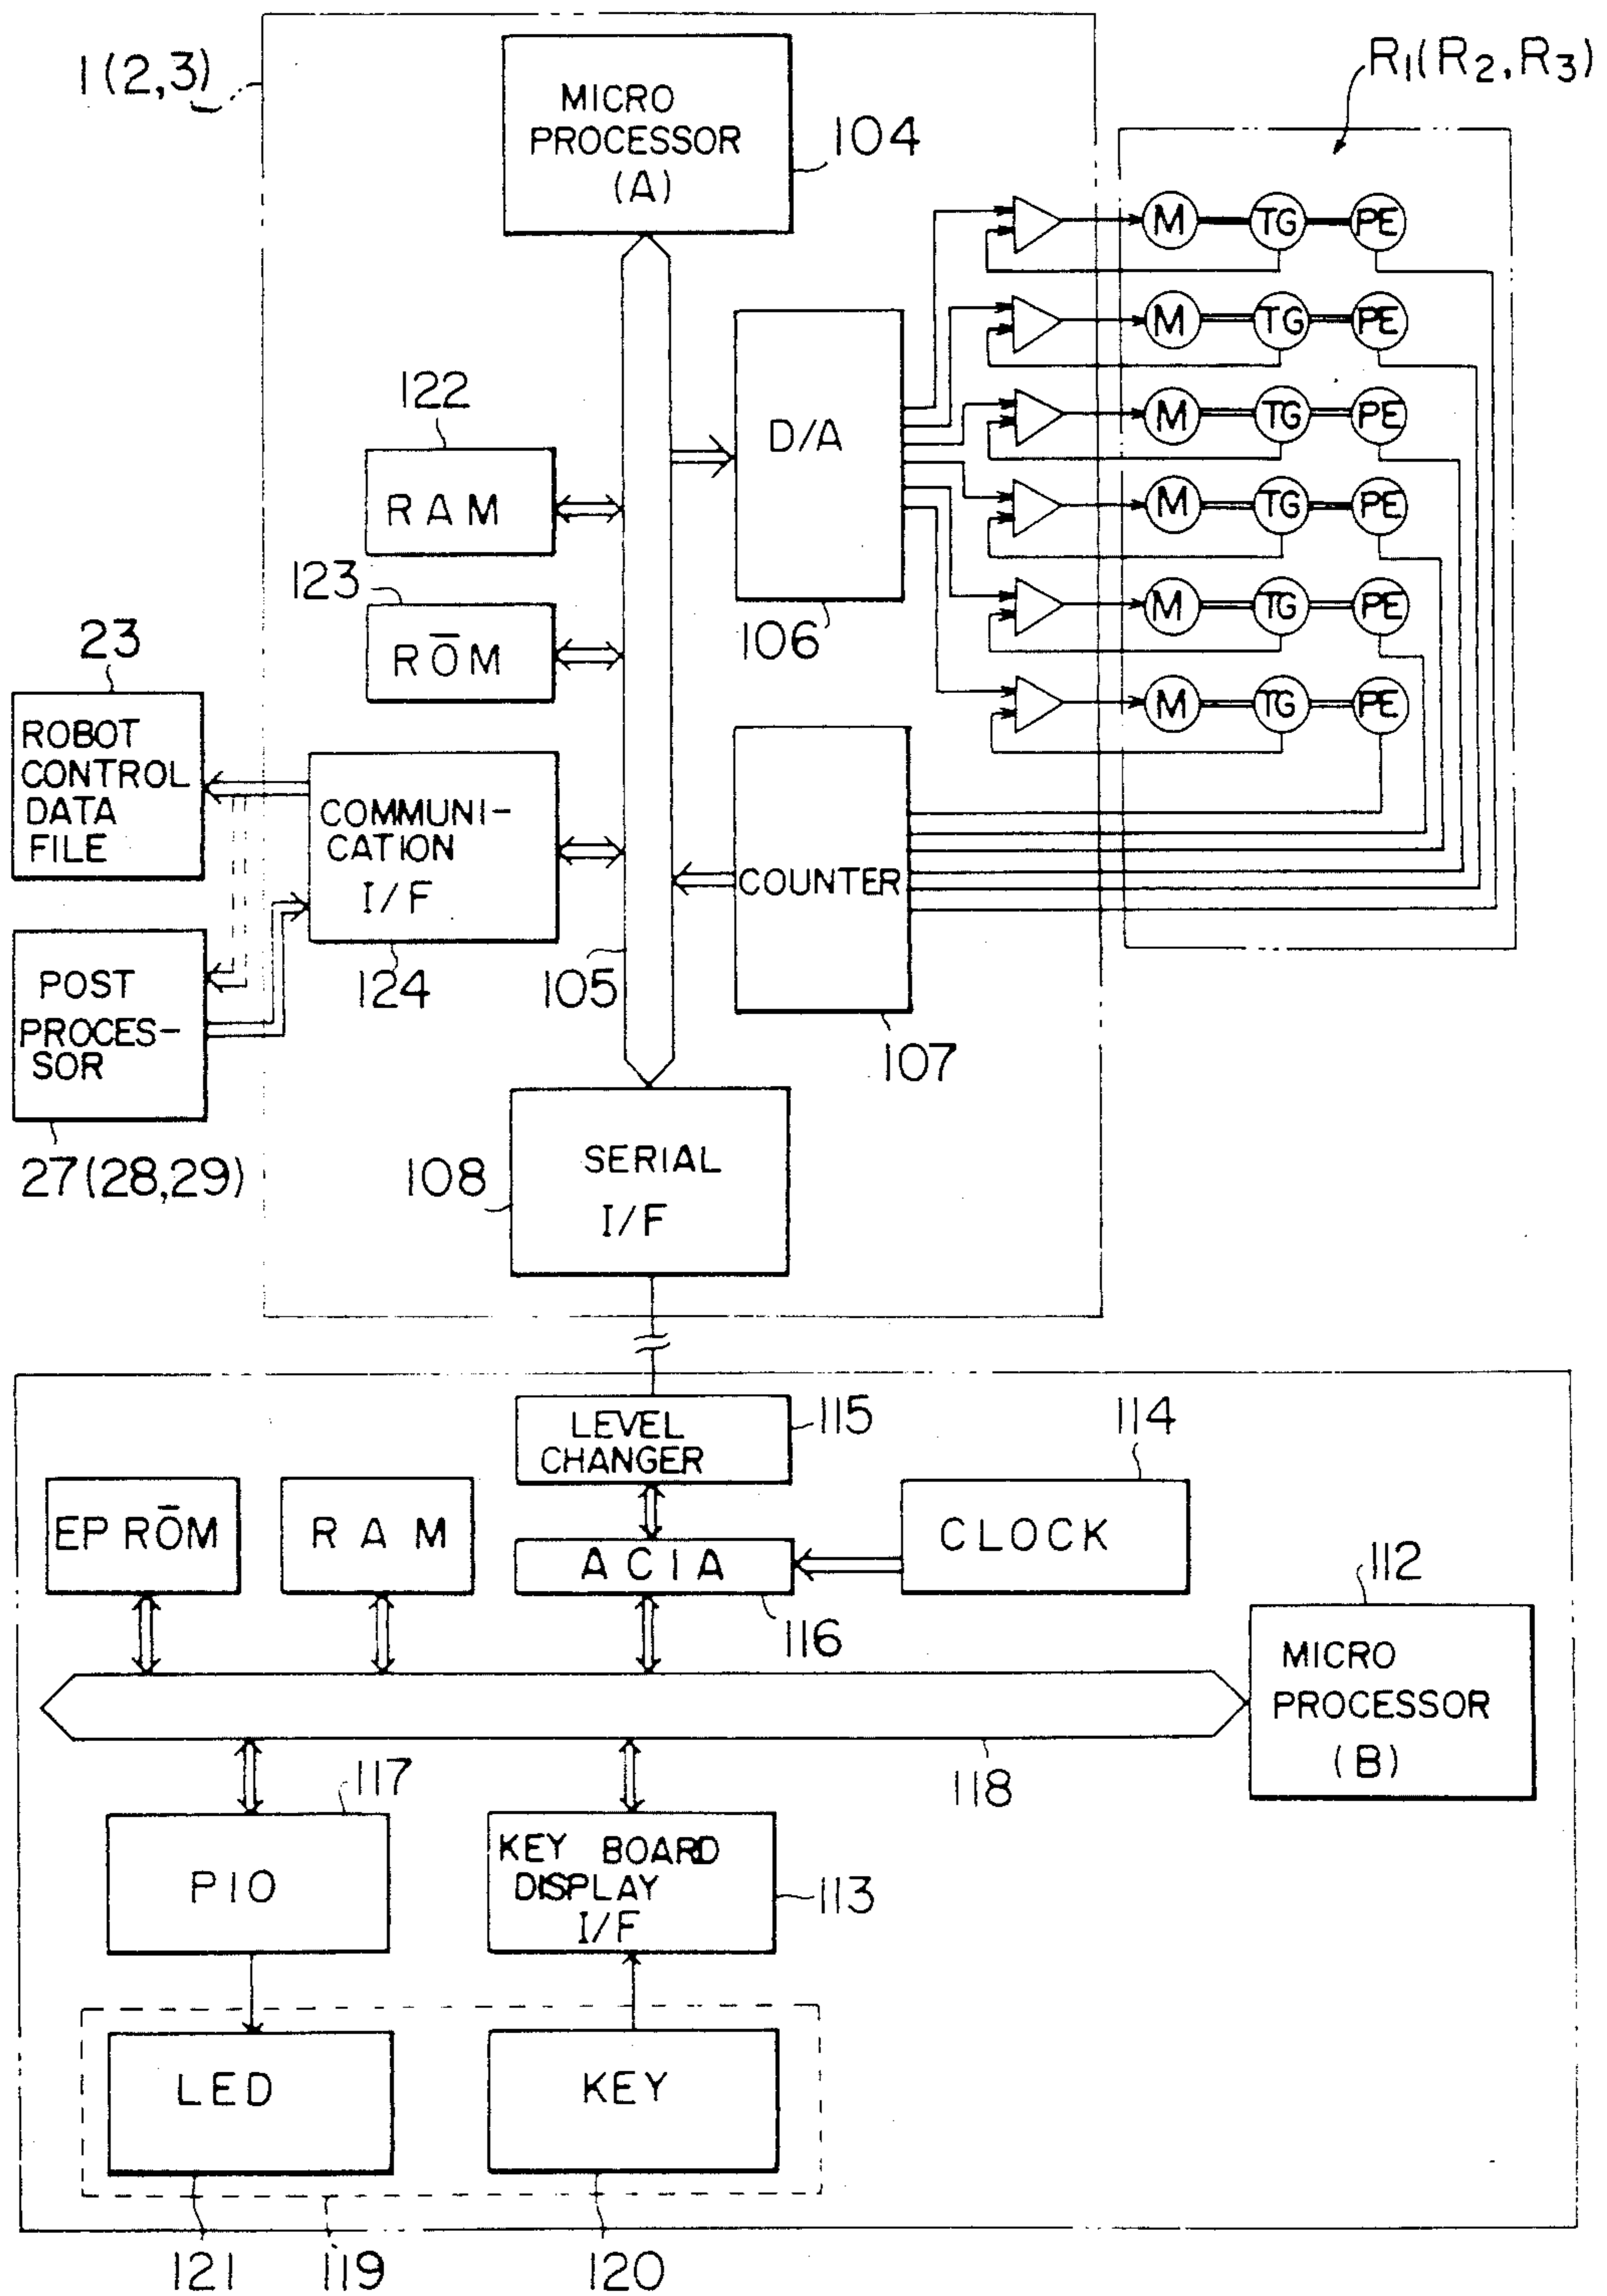 1(2,3)
MICRO
PROCESSOR
(A)
104
R1(R2,R3)
M TG PE
M TG PE
M TG PE
M TG PE
M TG PE
M TG PE
122
RAM
D/A
106
123
RŌM
23
ROBOT
CONTROL
DATA
FILE
COMMUNI-
CATION
I/F
124
105
COUNTER
107
POST
PROCES-
SOR
27(28,29)
108
SERIAL
I/F
LEVEL
CHANGER
115
114
EPRŌM
RAM
ACIA
116
CLOCK
112
MICRO
PROCESSOR
(B)
118
117
PIO
KEY BOARD
DISPLAY
I/F
113
LED
KEY
121
119
120